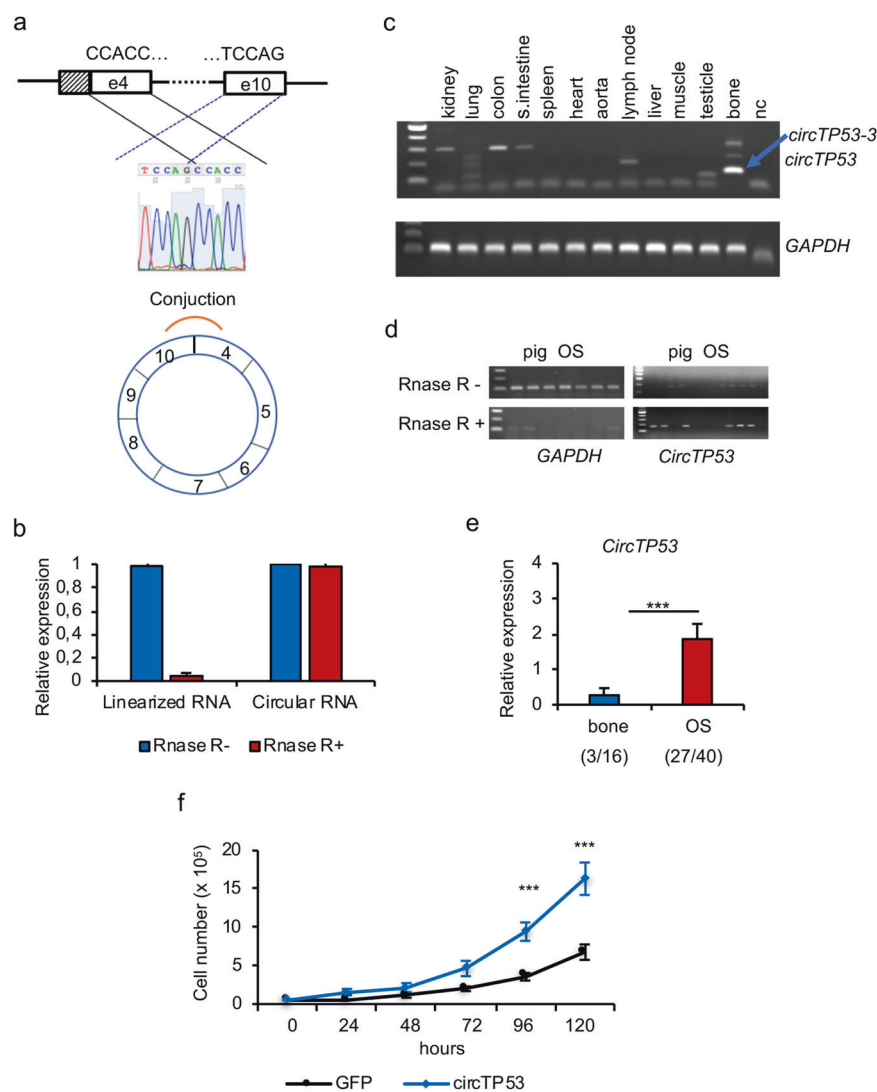 a
CCACC... ...TCCAG
e4
e10
T C C A G C C A C C
S S N
70
Conjuction
10
4
9
5
8
6
7
b
Relative expression
1
0,8
0,6
0,4
0,2
0
Linearized RNA
Circular RNA
Rnase R-
Rnase R+
c
kidney
lung
colon
s.intestine
spleen
heart
aorta
lymph node
liver
muscle
testicle
bone
nc
circTP53-3
circTP53
GAPDH
d
pig OS
pig OS
Rnase R -
Rnase R +
GAPDH
CircTP53
e
CircTP53
Relative expression
4
3
2
1
0
***
bone
OS
(3/16)
(27/40)
f
Cell number (x 10⁵)
20
15
10
5
0
***
***
0 24 48 72 96 120
hours
GFP
circTP53